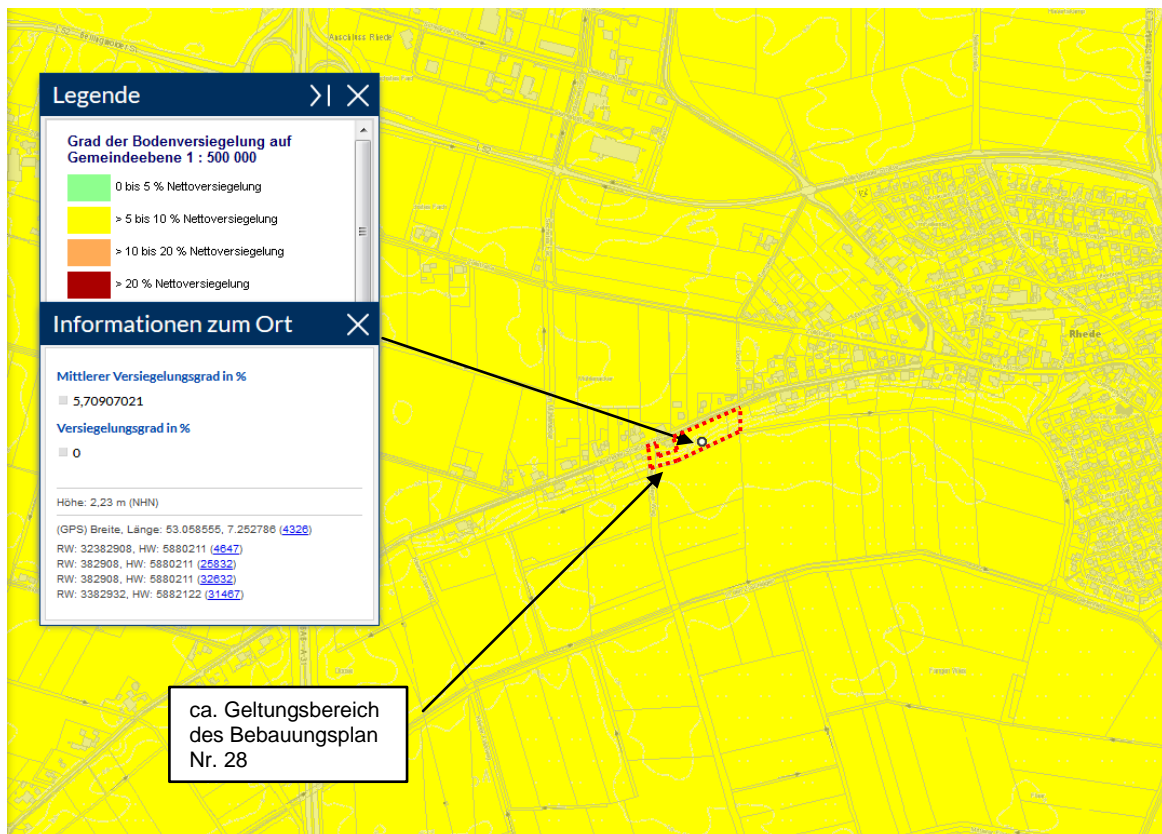 Legende
Grad der Bodenversiegelung auf
Gemeindeebene 1 : 500 000
0 bis 5 % Nettoversiegelung
> 5 bis 10 % Nettoversiegelung
> 10 bis 20 % Nettoversiegelung
> 20 % Nettoversiegelung
Informationen zum Ort
Mittlerer Versiegelungsgrad in %
5,70907021
Versiegelungsgrad in %
0
Höhe: 2,23 m (NHN)
(GPS) Breite, Länge: 53.058555, 7.252786 (4326)
RW: 32382908, HW: 5880211 (4647)
RW: 382908, HW: 5880211 (25832)
RW: 382908, HW: 5880211 (32632)
RW: 3382932, HW: 5882122 (31467)
ca. Geltungsbereich
des Bebauungsplan
Nr. 28
Anschluss Rhede
L 52
Rhede